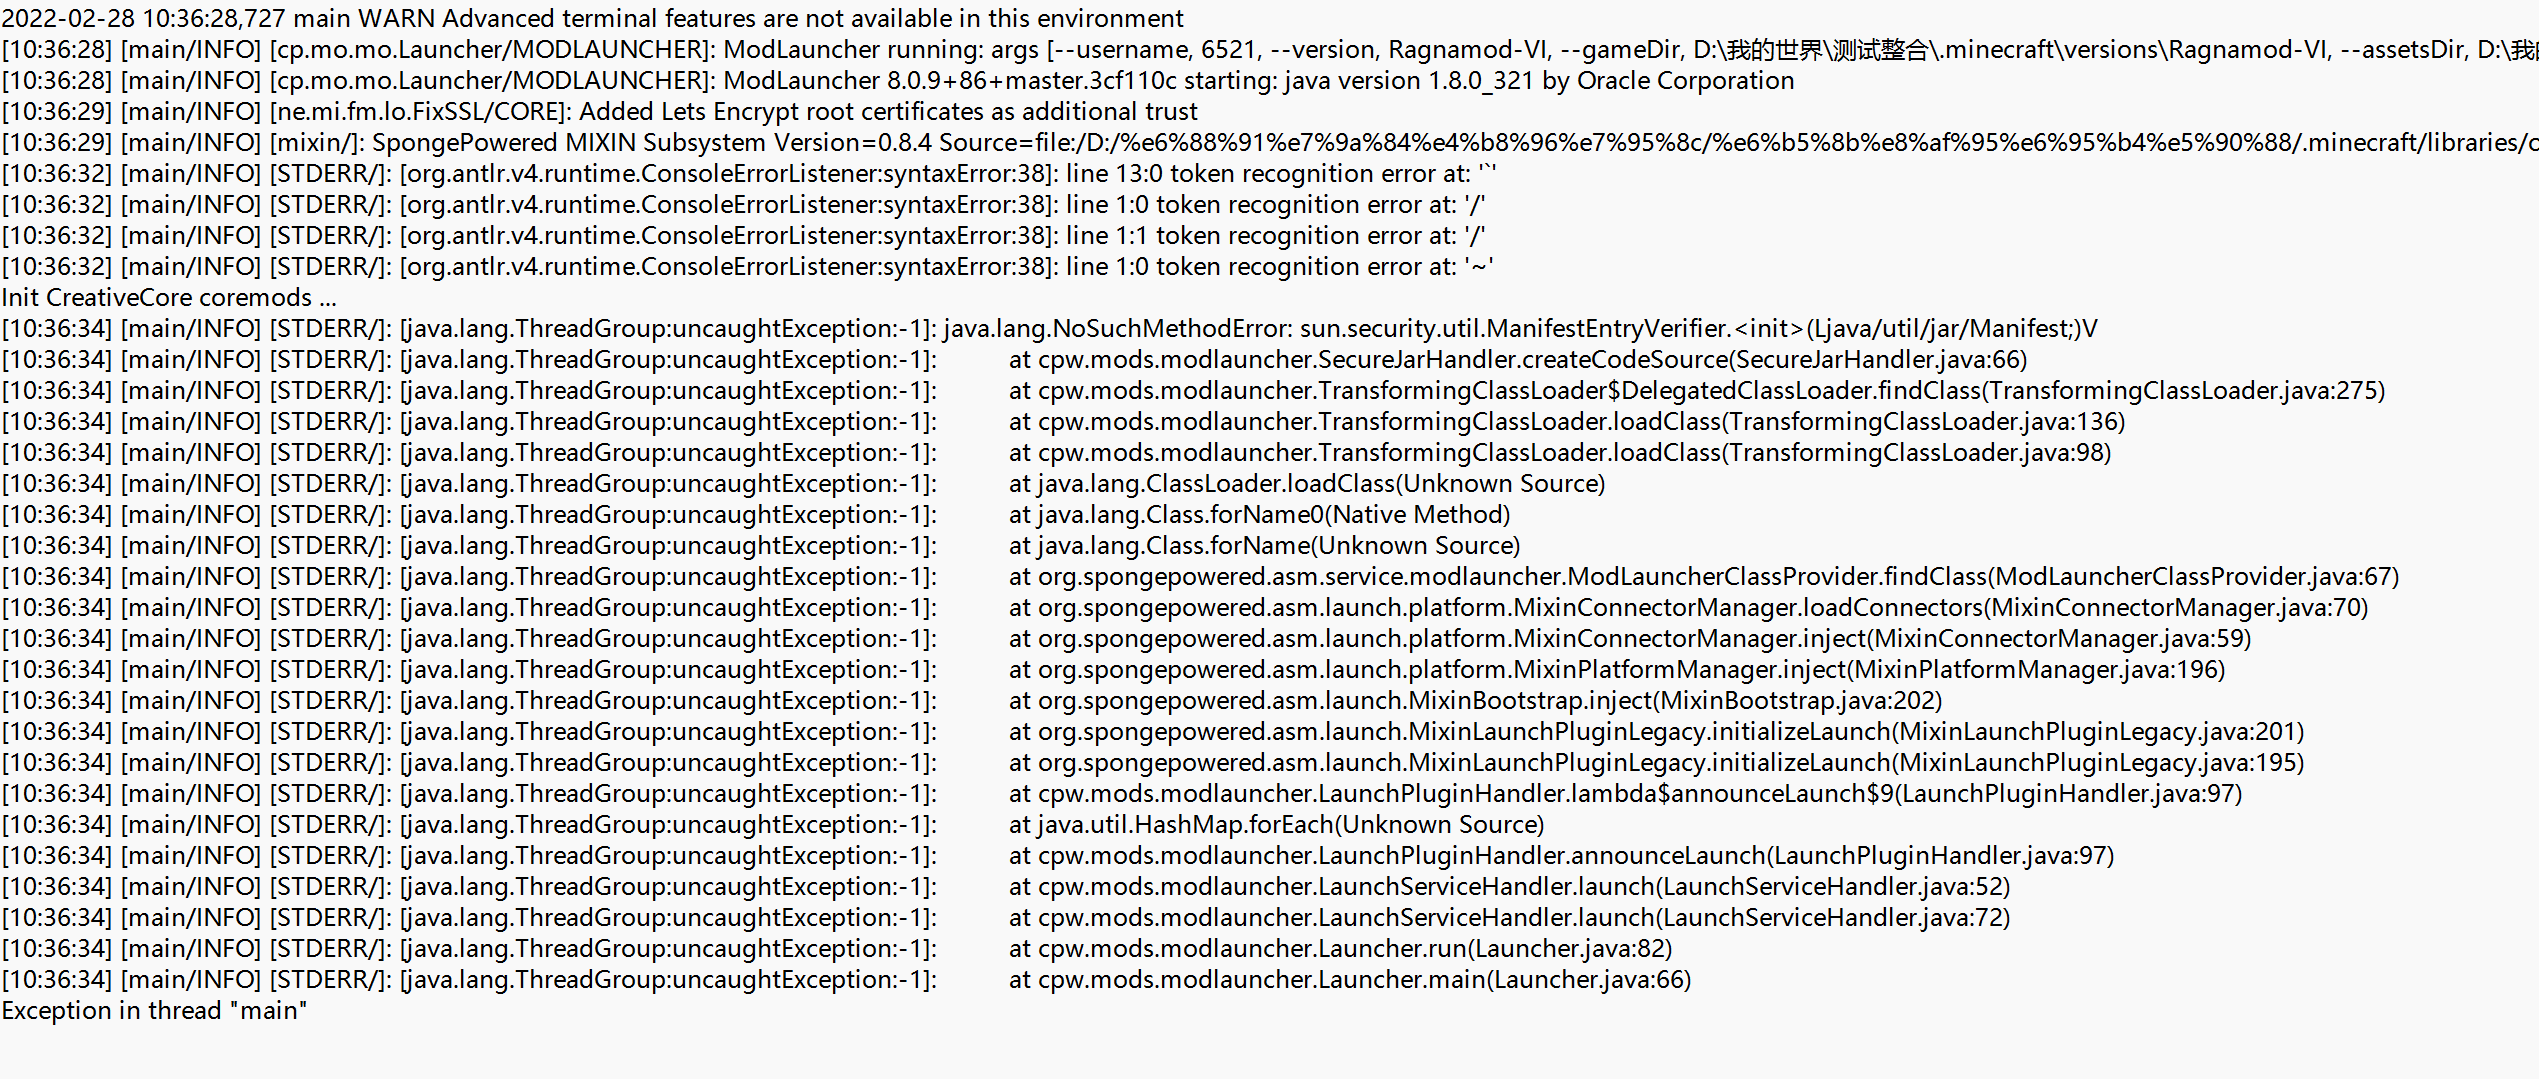 2022-02-28 10:36:28,727 main WARN Advanced terminal features are not available in this environment
[10:36:28] [main/INFO] [cp.mo.mo.Launcher/MODLAUNCHER]: ModLauncher running: args [--username, 6521, --version, Ragnamod-VI, --gameDir, D:\我的世界\测试整合\.minecraft\versions\Ragnamod-VI, --assetsDir, D:\我
[10:36:28] [main/INFO] [cp.mo.mo.Launcher/MODLAUNCHER]: ModLauncher 8.0.9+86+master.3cf110c starting: java version 1.8.0_321 by Oracle Corporation
[10:36:29] [main/INFO] [ne.mi.fm.lo.FixSSL/CORE]: Added Lets Encrypt root certificates as additional trust
[10:36:29] [main/INFO] [mixin/]: SpongePowered MIXIN Subsystem Version=0.8.4 Source=file:/D:/%e6%88%91%e7%9a%84%e4%b8%96%e7%95%8c/%e6%b5%8b%e8%af%95%e6%95%b4%e5%90%88/.minecraft/libraries/
[10:36:32] [main/INFO] [STDERR/]: [org.antlr.v4.runtime.ConsoleErrorListener:syntaxError:38]: line 13:0 token recognition error at: '`'
[10:36:32] [main/INFO] [STDERR/]: [org.antlr.v4.runtime.ConsoleErrorListener:syntaxError:38]: line 1:0 token recognition error at: '/'
[10:36:32] [main/INFO] [STDERR/]: [org.antlr.v4.runtime.ConsoleErrorListener:syntaxError:38]: line 1:1 token recognition error at: '/'
[10:36:32] [main/INFO] [STDERR/]: [org.antlr.v4.runtime.ConsoleErrorListener:syntaxError:38]: line 1:0 token recognition error at: '~'
Init CreativeCore coremods ...
[10:36:34] [main/INFO] [STDERR/]: [java.lang.ThreadGroup:uncaughtException:-1]: java.lang.NoSuchMethodError: sun.security.util.ManifestEntryVerifier.<init>(Ljava/util/jar/Manifest;)V
[10:36:34] [main/INFO] [STDERR/]: [java.lang.ThreadGroup:uncaughtException:-1]: at cpw.mods.modlauncher.SecureJarHandler.createCodeSource(SecureJarHandler.java:66)
[10:36:34] [main/INFO] [STDERR/]: [java.lang.ThreadGroup:uncaughtException:-1]: at cpw.mods.modlauncher.TransformingClassLoader$DelegatedClassLoader.findClass(TransformingClassLoader.java:275)
[10:36:34] [main/INFO] [STDERR/]: [java.lang.ThreadGroup:uncaughtException:-1]: at cpw.mods.modlauncher.TransformingClassLoader.loadClass(TransformingClassLoader.java:136)
[10:36:34] [main/INFO] [STDERR/]: [java.lang.ThreadGroup:uncaughtException:-1]: at cpw.mods.modlauncher.TransformingClassLoader.loadClass(TransformingClassLoader.java:98)
[10:36:34] [main/INFO] [STDERR/]: [java.lang.ThreadGroup:uncaughtException:-1]: at java.lang.ClassLoader.loadClass(Unknown Source)
[10:36:34] [main/INFO] [STDERR/]: [java.lang.ThreadGroup:uncaughtException:-1]: at java.lang.Class.forName0(Native Method)
[10:36:34] [main/INFO] [STDERR/]: [java.lang.ThreadGroup:uncaughtException:-1]: at java.lang.Class.forName(Unknown Source)
[10:36:34] [main/INFO] [STDERR/]: [java.lang.ThreadGroup:uncaughtException:-1]: at org.spongepowered.asm.service.modlauncher.ModLauncherClassProvider.findClass(ModLauncherClassProvider.java:67)
[10:36:34] [main/INFO] [STDERR/]: [java.lang.ThreadGroup:uncaughtException:-1]: at org.spongepowered.asm.launch.platform.MixinConnectorManager.loadConnectors(MixinConnectorManager.java:70)
[10:36:34] [main/INFO] [STDERR/]: [java.lang.ThreadGroup:uncaughtException:-1]: at org.spongepowered.asm.launch.platform.MixinConnectorManager.inject(MixinConnectorManager.java:59)
[10:36:34] [main/INFO] [STDERR/]: [java.lang.ThreadGroup:uncaughtException:-1]: at org.spongepowered.asm.launch.platform.MixinPlatformManager.inject(MixinPlatformManager.java:196)
[10:36:34] [main/INFO] [STDERR/]: [java.lang.ThreadGroup:uncaughtException:-1]: at org.spongepowered.asm.launch.MixinBootstrap.inject(MixinBootstrap.java:202)
[10:36:34] [main/INFO] [STDERR/]: [java.lang.ThreadGroup:uncaughtException:-1]: at org.spongepowered.asm.launch.MixinLaunchPluginLegacy.initializeLaunch(MixinLaunchPluginLegacy.java:201)
[10:36:34] [main/INFO] [STDERR/]: [java.lang.ThreadGroup:uncaughtException:-1]: at org.spongepowered.asm.launch.MixinLaunchPluginLegacy.initializeLaunch(MixinLaunchPluginLegacy.java:195)
[10:36:34] [main/INFO] [STDERR/]: [java.lang.ThreadGroup:uncaughtException:-1]: at cpw.mods.modlauncher.LaunchPluginHandler.lambda$announceLaunch$9(LaunchPluginHandler.java:97)
[10:36:34] [main/INFO] [STDERR/]: [java.lang.ThreadGroup:uncaughtException:-1]: at java.util.HashMap.forEach(Unknown Source)
[10:36:34] [main/INFO] [STDERR/]: [java.lang.ThreadGroup:uncaughtException:-1]: at cpw.mods.modlauncher.LaunchPluginHandler.announceLaunch(LaunchPluginHandler.java:97)
[10:36:34] [main/INFO] [STDERR/]: [java.lang.ThreadGroup:uncaughtException:-1]: at cpw.mods.modlauncher.LaunchServiceHandler.launch(LaunchServiceHandler.java:52)
[10:36:34] [main/INFO] [STDERR/]: [java.lang.ThreadGroup:uncaughtException:-1]: at cpw.mods.modlauncher.LaunchServiceHandler.launch(LaunchServiceHandler.java:72)
[10:36:34] [main/INFO] [STDERR/]: [java.lang.ThreadGroup:uncaughtException:-1]: at cpw.mods.modlauncher.Launcher.run(Launcher.java:82)
[10:36:34] [main/INFO] [STDERR/]: [java.lang.ThreadGroup:uncaughtException:-1]: at cpw.mods.modlauncher.Launcher.main(Launcher.java:66)
Exception in thread "main"